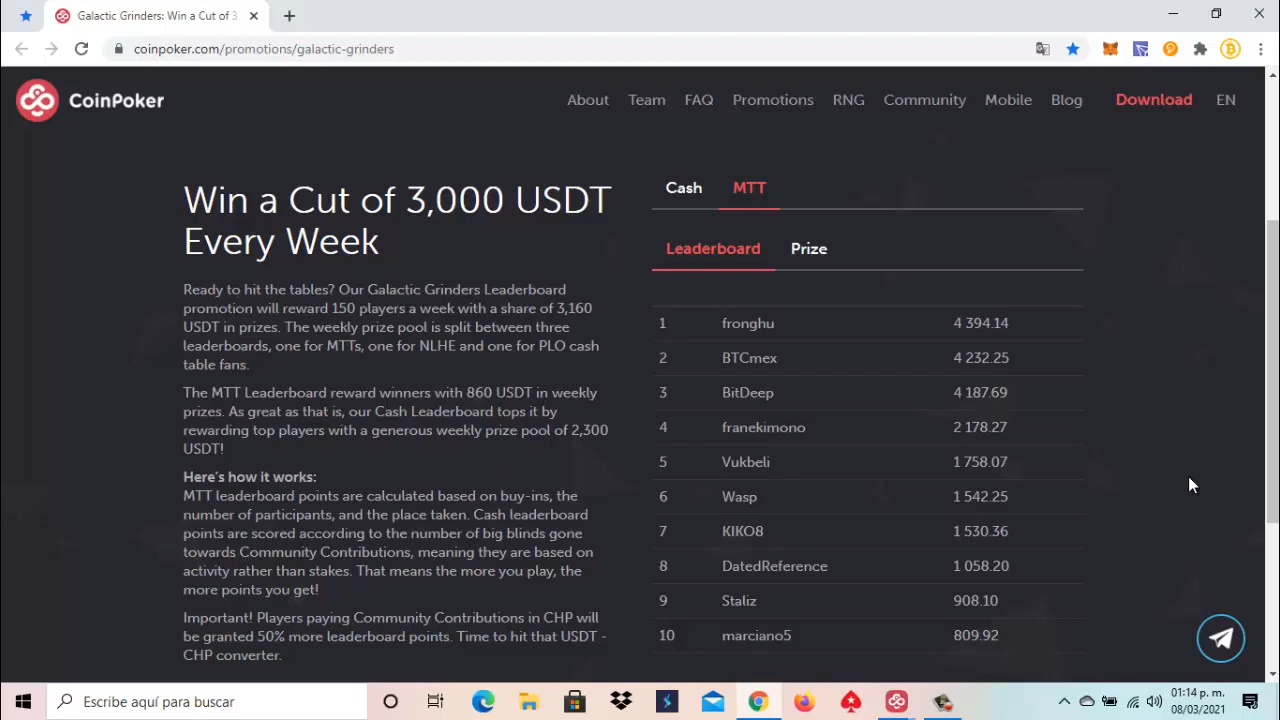 Galactic Grinders: Win a Cut of 3
coinpoker.com/promotions/galactic-grinders
CoinPoker
About Team FAQ Promotions RNG Community Mobile Blog Download EN
Win a Cut of 3,000 USDT
Every Week
Ready to hit the tables? Our Galactic Grinders Leaderboard
promotion will reward 150 players a week with a share of 3,160
USDT in prizes. The weekly prize pool is split between three
leaderboards, one for MTTs, one for NLHE and one for PLO cash
table fans.
The MTT Leaderboard reward winners with 860 USDT in weekly
prizes. As great as that is, our Cash Leaderboard tops it by
rewarding top players with a generous weekly prize pool of 2,300
USDT!
Here's how it works:
MTT leaderboard points are calculated based on buy-ins, the
number of participants, and the place taken. Cash leaderboard
points are scored according to the number of big blinds gone
towards Community Contributions, meaning they are based on
activity rather than stakes. That means the more you play, the
more points you get!
Important! Players paying Community Contributions in CHP will
be granted 50% more leaderboard points. Time to hit that USDT -
CHP converter.
Cash MTT
Leaderboard Prize
1 fronghu 4 394.14
2 BTCmex 4 232.25
3 BitDeep 4 187.69
4 franekimono 2 178.27
5 Vukbeli 1 758.07
6 Wasp 1 542.25
7 KIKO8 1 530.36
8 DatedReference 1 058.20
9 Staliz 908.10
10 marciano5 809.92
Escribe aquí para buscar
01:14 p. m.
08/03/2021